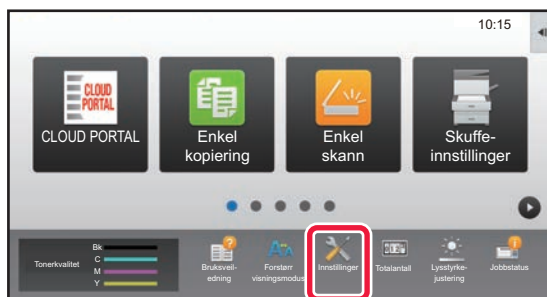 10:15
CLOUD
PORTAL
CLOUD PORTAL
Enkel
kopiering
Enkel
skann
Skuffe-
innstillinger
Tonerkvalitet
Bk
C
M
Y
Bruksveil-
edning
Forstørr
visningsmodus
Innstillinger
Totalantall
Lysstyrke-
justering
Jobbstatus